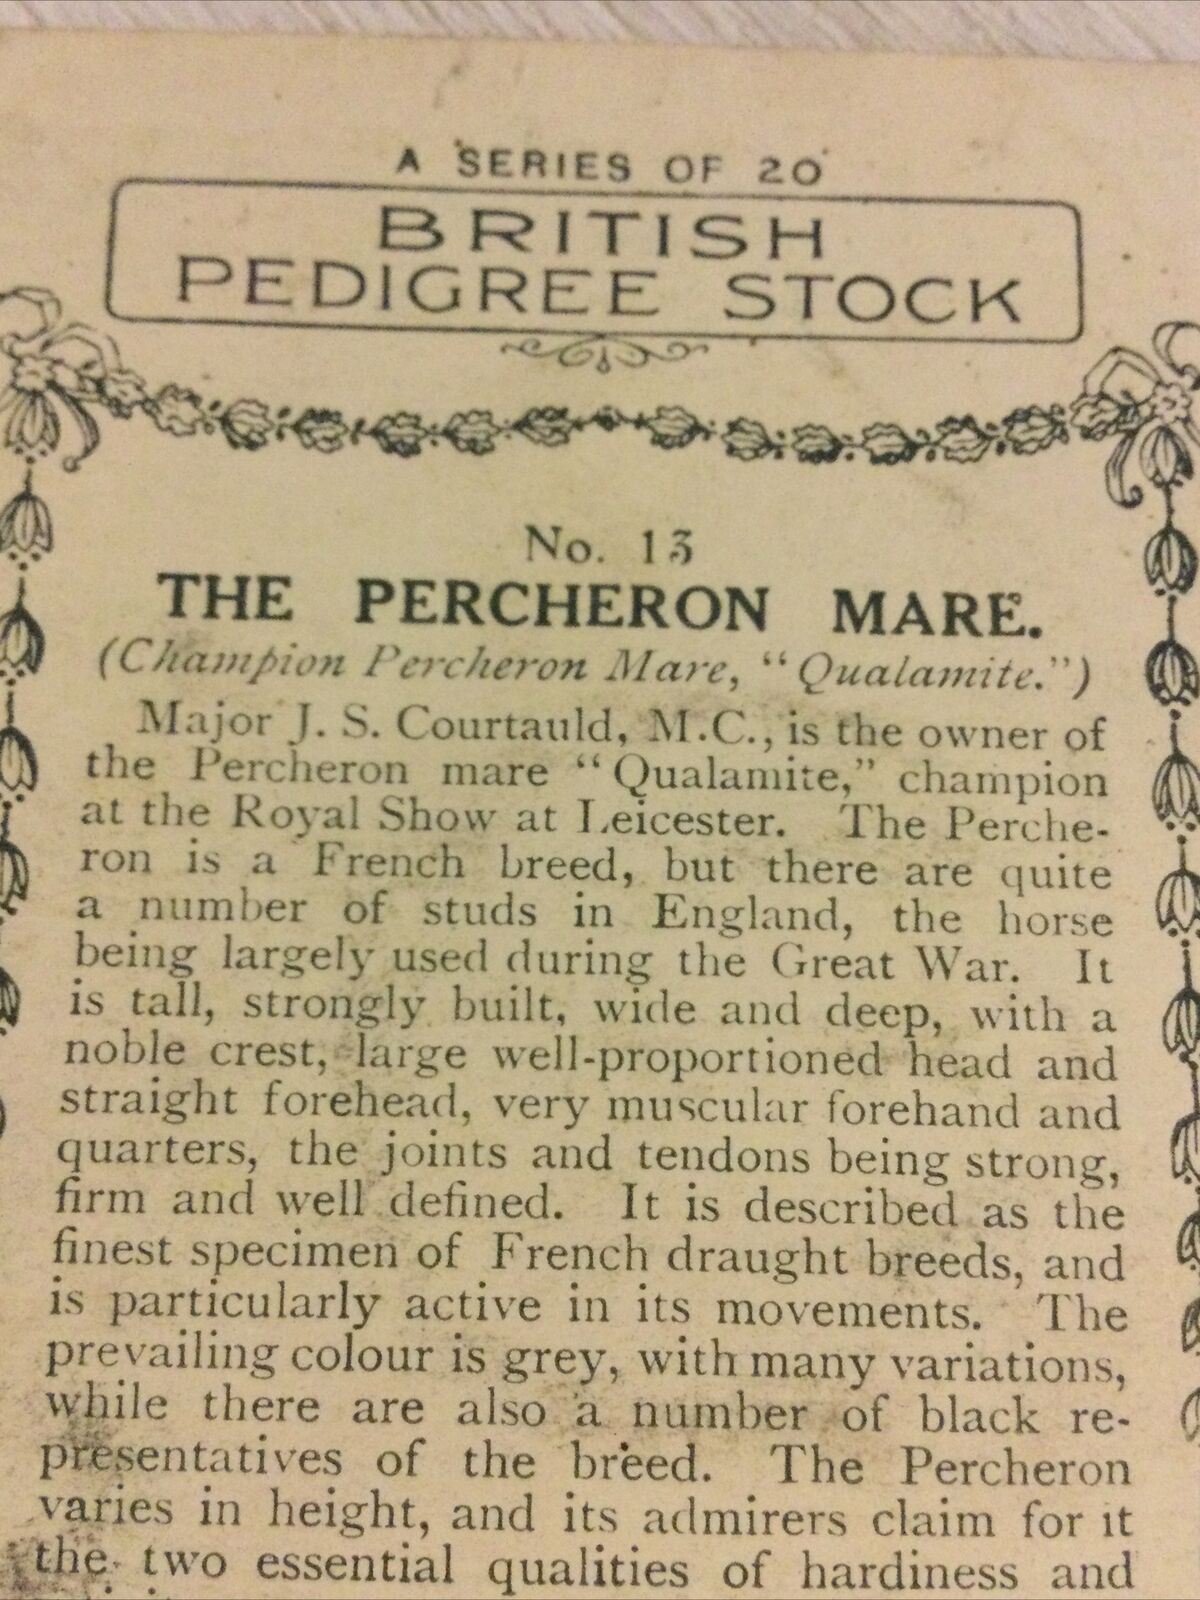 A SERIES OF 20
BRITISH
PEDIGREE STOCK
No. 13
THE PERCHERON MARE.
(Champion Percheron Mare, "Qualamite.")
Major J. S. Courtauld, M.C., is the owner of
the Percheron mare "Qualamite," champion
at the Royal Show at Leicester. The Perche-
ron is a French breed, but there are quite
a number of studs in England, the horse
being largely used during the Great War. It
is tall, strongly built, wide and deep, with a
noble crest, large well-proportioned head and
straight forehead, very muscular forehand and
quarters, the joints and tendons being strong,
firm and well defined. It is described as the
finest specimen of French draught breeds, and
is particularly active in its movements. The
prevailing colour is grey, with many variations,
while there are also a number of black re-
presentatives of the breed. The Percheron
varies in height, and its admirers claim for it
the two essential qualities of hardiness and